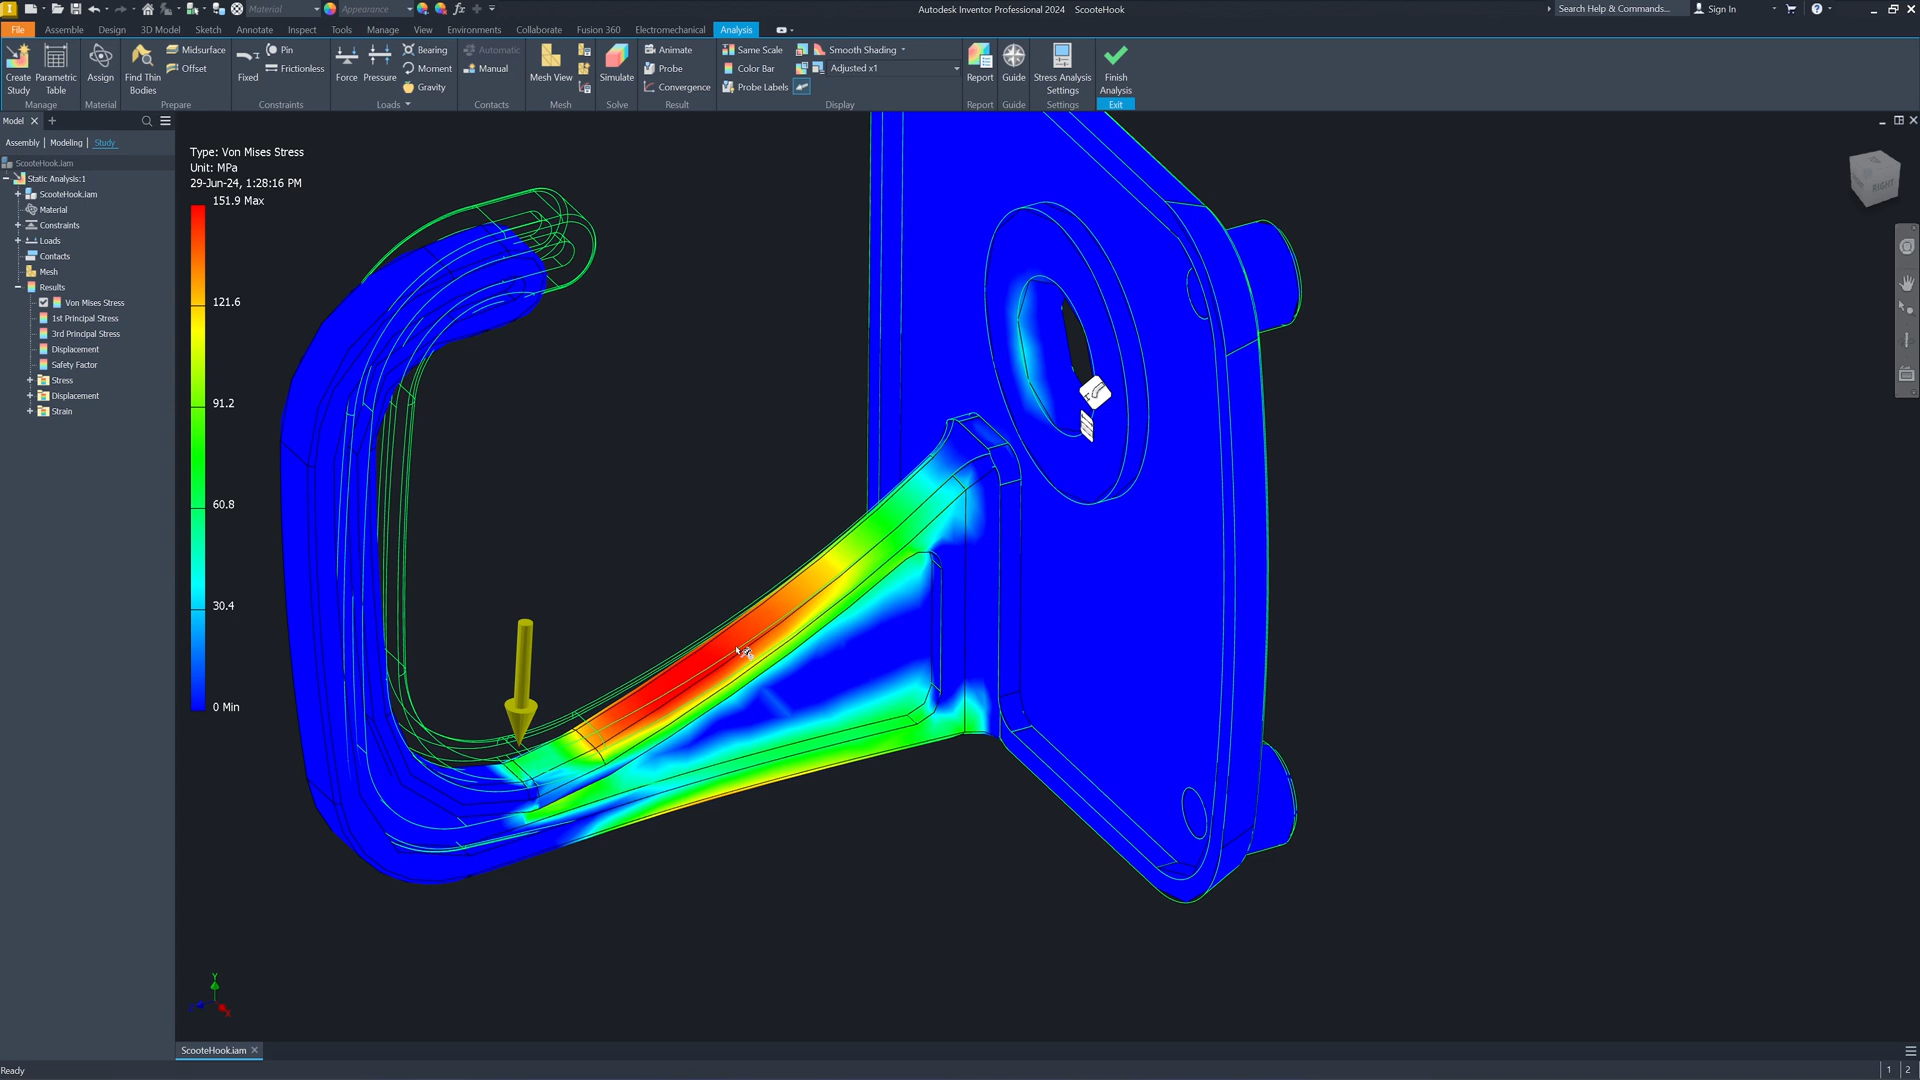 Material
Appearance
fx
Autodesk Inventor Professional 2024 ScooteHook
Search Help & Commands...
Sign In
File
Assembly
Design
3D Model
Sketch
Annotate
Inspect
Tools
Manage
View
Environments
Collaborate
Fusion 360
Electromechanical
Analysis
Create Study
Parametric Table
Manage
Assign
Material
Find Thin Bodies
Midsurface
Offset
Prepare
Fixed
Pin
Frictionless
Constraints
Force
Pressure
Bearing
Moment
Gravity
Loads
Automatic
Manual
Contacts
Mesh View
Mesh
Simulate
Solve
Animate
Probe
Convergence
Result
Same Scale
Color Bar
Probe Labels
Smooth Shading
Adjusted x1
Display
Report
Report
Guide
Guide
Stress Analysis Settings
Settings
Finish Analysis
Exit
Model
Assembly
Modeling
Study
ScooteHook.iam
Static Analysis:1
ScooteHook.iam
Material
Constraints
Loads
Contacts
Mesh
Results
Von Mises Stress
1st Principal Stress
3rd Principal Stress
Displacement
Safety Factor
Stress
Displacement
Strain
Type: Von Mises Stress
Unit: MPa
29-Jun-24, 1:28:16 PM
151.9 Max
121.6
91.2
60.8
30.4
0 Min
RIGHT
Y
X
ScooteHook.iam
Ready
1
2